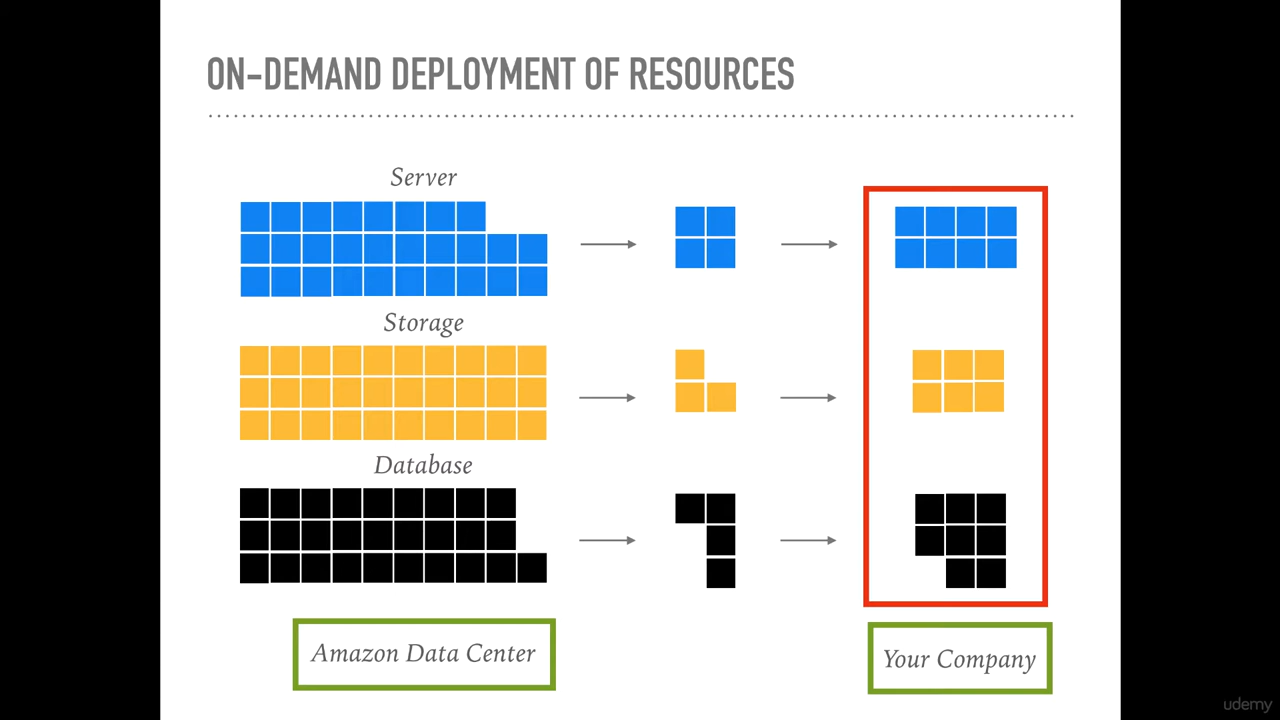 ON-DEMAND DEPLOYMENT OF RESOURCES
Server
Storage
Database
Amazon Data Center
Your Company
udemy